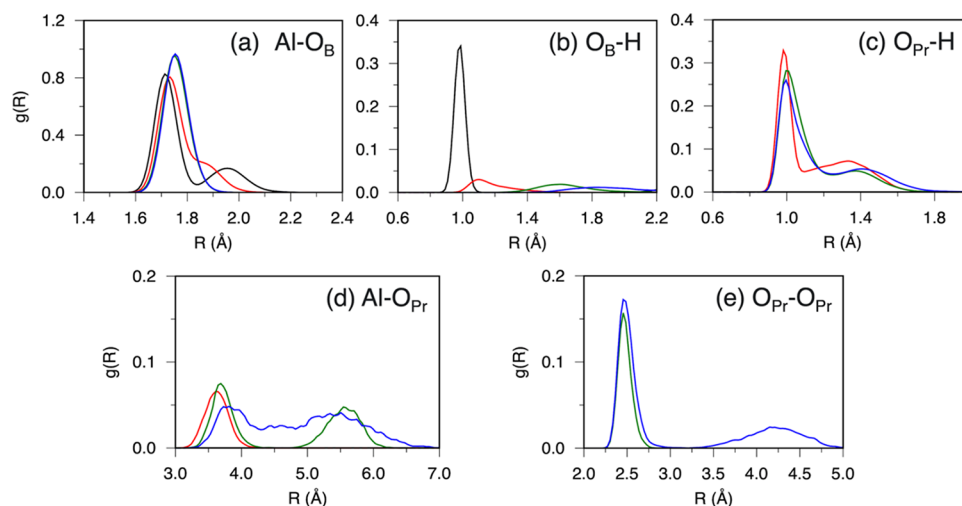 (a) Al-O_B
(b) O_B-H
(c) O_Pr-H
g(R)
1.2
0.8
0.4
0.0
1.4 1.6 1.8 2.0 2.2 2.4
R (Å)
0.4
0.3
0.2
0.1
0.0
0.6 1.0 1.4 1.8 2.2
R (Å)
0.4
0.3
0.2
0.1
0.0
0.6 1.0 1.4 1.8
R (Å)
(d) Al-O_Pr
(e) O_Pr-O_Pr
g(R)
0.2
0.1
0.0
3.0 4.0 5.0 6.0 7.0
R (Å)
g(R)
0.2
0.1
0.0
2.0 2.5 3.0 3.5 4.0 4.5 5.0
R (Å)